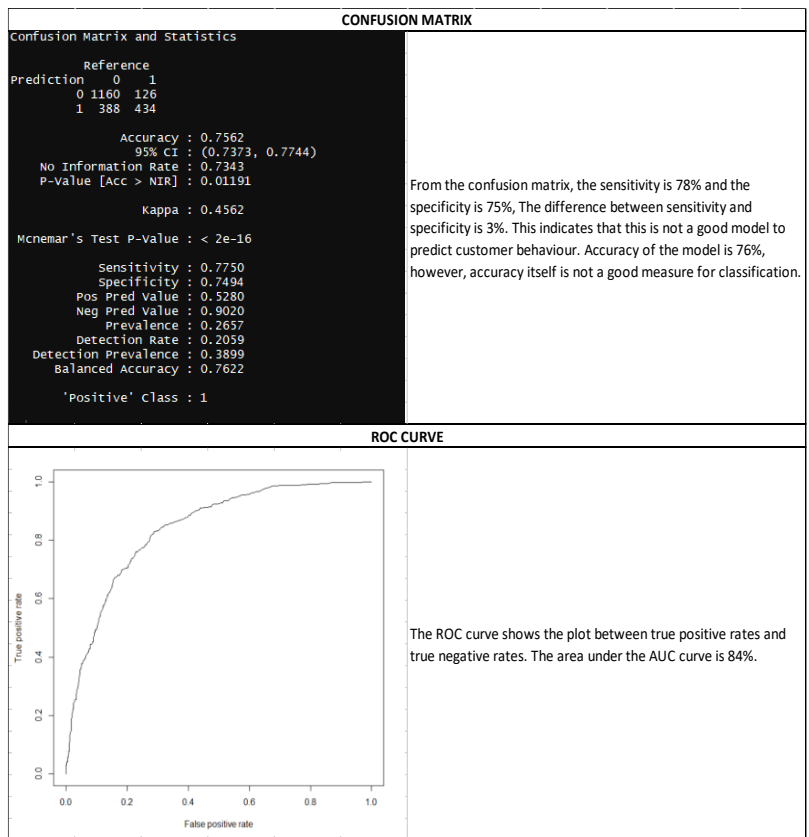 CONFUSION MATRIX
Confusion Matrix and Statistics
Reference
Prediction 0 1
0 1160 126
1 388 434
Accuracy : 0.7562
95% CI : (0.7373, 0.7744)
No Information Rate : 0.7343
P-Value [Acc > NIR] : 0.01191
Kappa : 0.4562
Mcnemar's Test P-Value : < 2e-16
Sensitivity : 0.7750
Specificity : 0.7494
Pos Pred Value : 0.5280
Neg Pred Value : 0.9020
Prevalence : 0.2657
Detection Rate : 0.2059
Detection Prevalence : 0.3899
Balanced Accuracy : 0.7622
'Positive' Class : 1
From the confusion matrix, the sensitivity is 78% and the
specificity is 75%, The difference between sensitivity and
specificity is 3%. This indicates that this is not a good model to
predict customer behaviour. Accuracy of the model is 76%,
however, accuracy itself is not a good measure for classification.
ROC CURVE
True positive rate
1.0
0.8
0.6
0.4
0.2
0.0
0.0 0.2 0.4 0.6 0.8 1.0
False positive rate
The ROC curve shows the plot between true positive rates and
true negative rates. The area under the AUC curve is 84%.